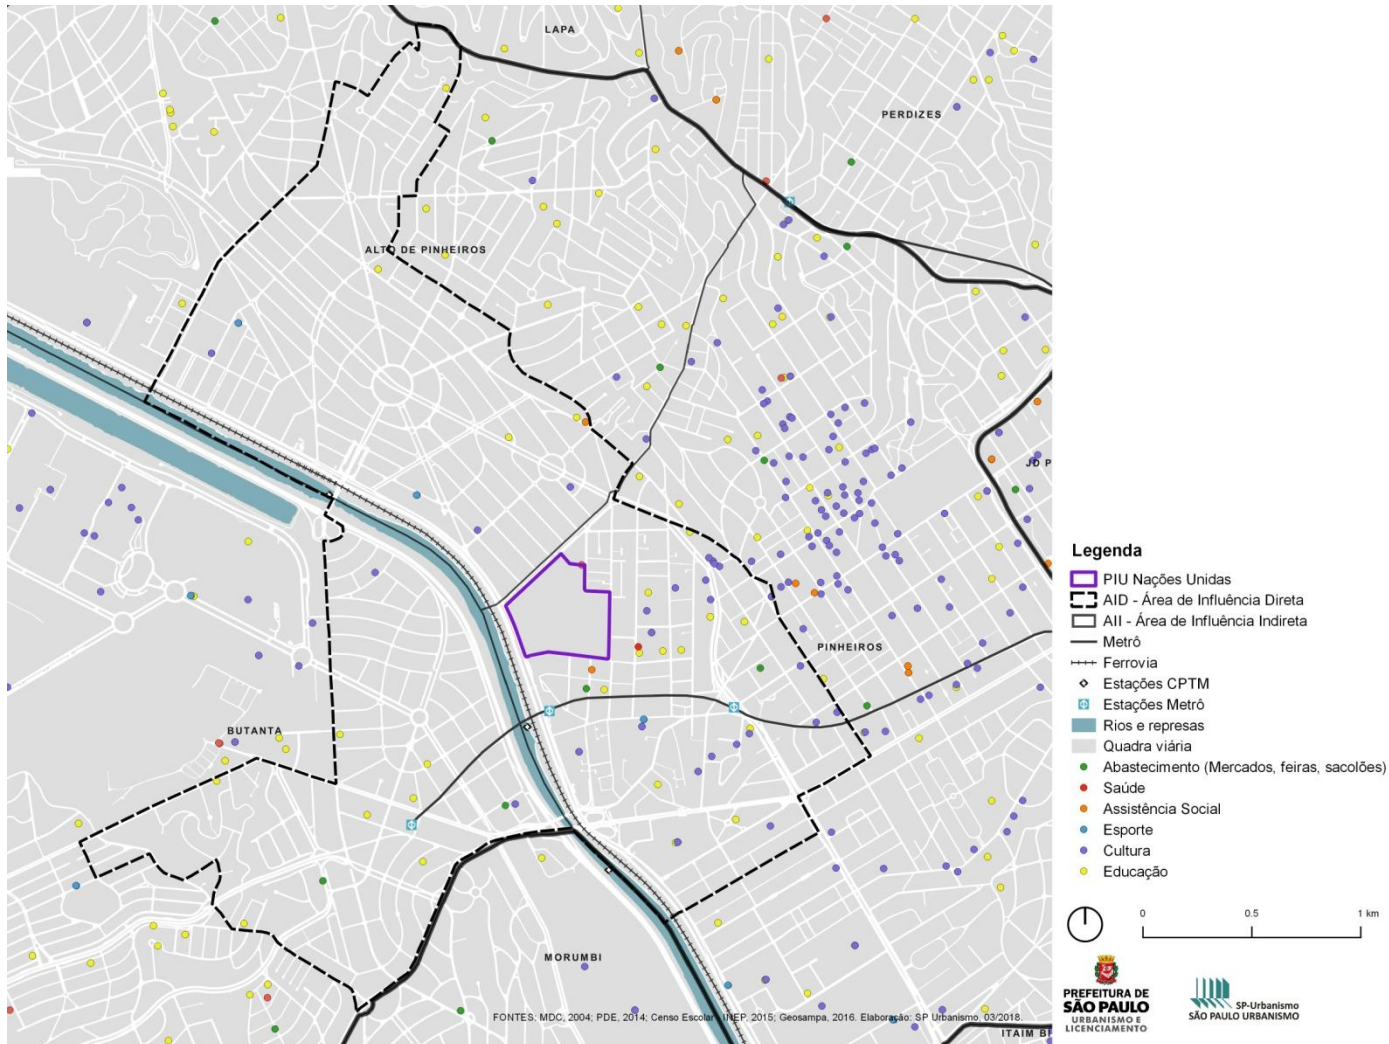 LAPA
PERDIZES
ALTO DE PINHEIROS
JD P
PINHEIROS
BUTANTA
MORUMBI
ITAIM BI
FONTES: MDC, 2004; PDE, 2014; Censo Escolar - INEP, 2015; Geosampa, 2016. Elaboração: SP Urbanismo, 03/2018.
Legenda
PIU Nações Unidas
AID - Área de Influência Direta
AII - Área de Influência Indireta
Metrô
Ferrovia
Estações CPTM
Estações Metrô
Rios e represas
Quadra viária
Abastecimento (Mercados, feiras, sacolões)
Saúde
Assistência Social
Esporte
Cultura
Educação
0 0.5 1 km
PREFEITURA DE
SÃO PAULO
URBANISMO E
LICENCIAMENTO
SP-Urbanismo
SÃO PAULO URBANISMO